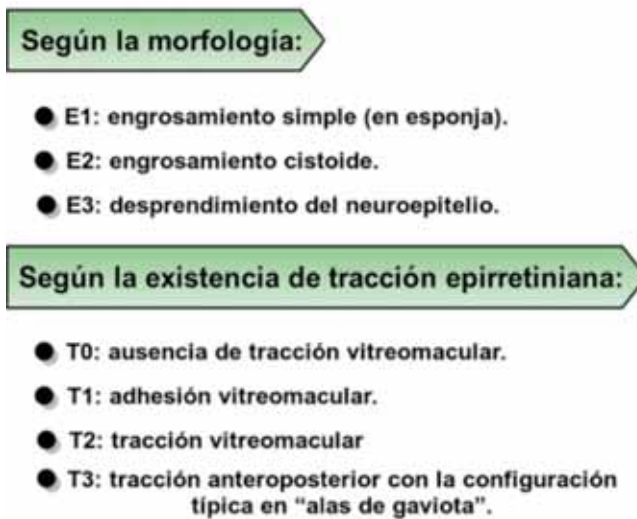 Según la morfología:
● E1: engrosamiento simple (en esponja).
● E2: engrosamiento cistoide.
● E3: desprendimiento del neuroepitelio.
Según la existencia de tracción epirretiniana:
● T0: ausencia de tracción vitreomacular.
● T1: adhesión vitreomacular.
● T2: tracción vitreomacular
● T3: tracción anteroposterior con la configuración
típica en “alas de gaviota”.